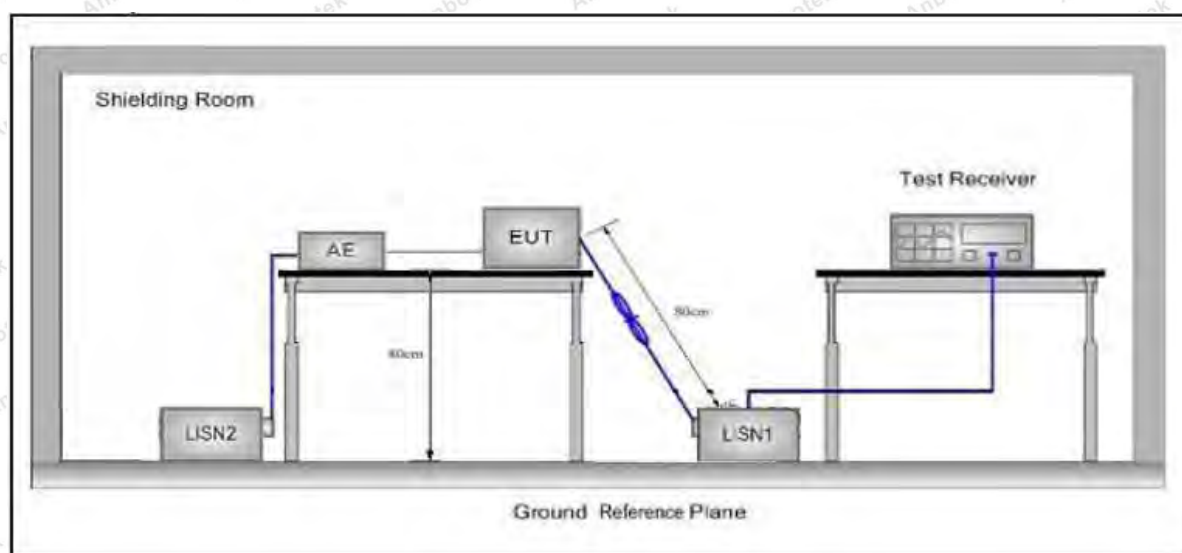 Shielding Room
Test Receiver
AE
EUT
80cm
80cm
LISN2
LISN1
Ground Reference Plane